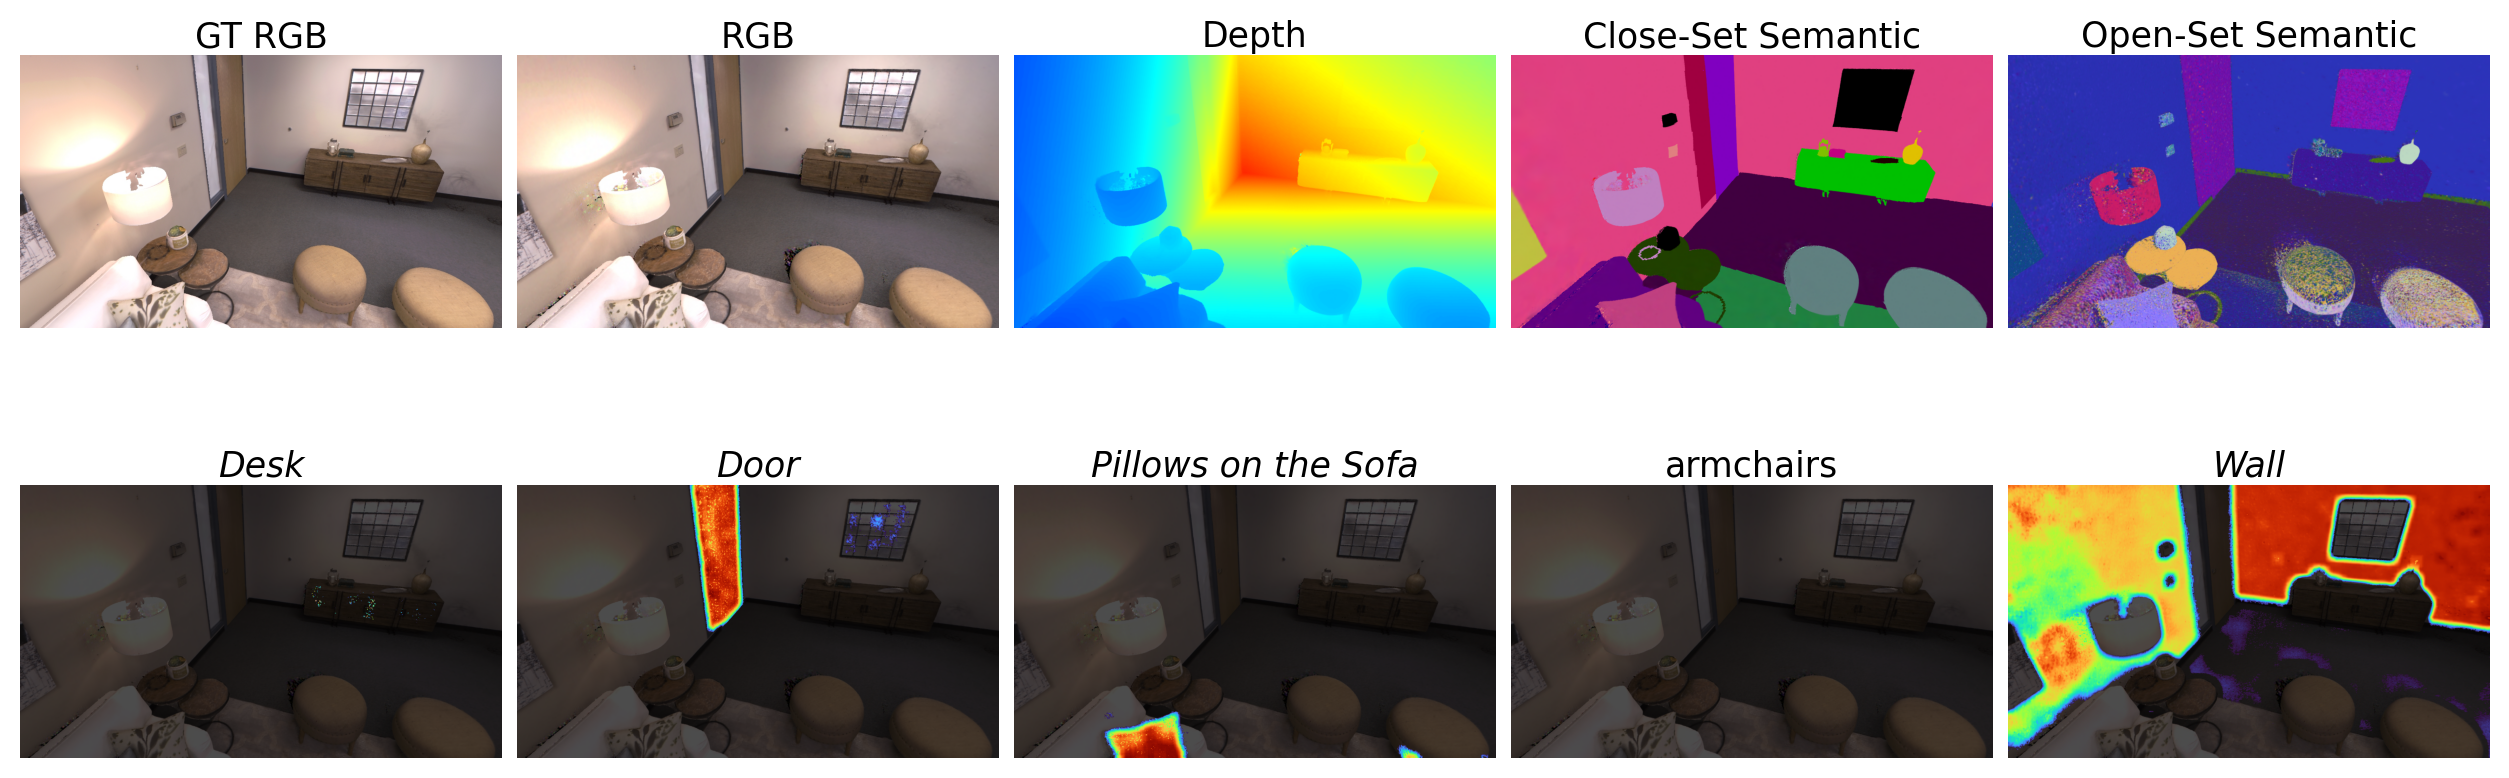 GT RGB
RGB
Depth
Close-Set Semantic
Open-Set Semantic
Desk
Door
Pillows on the Sofa
armchairs
Wall